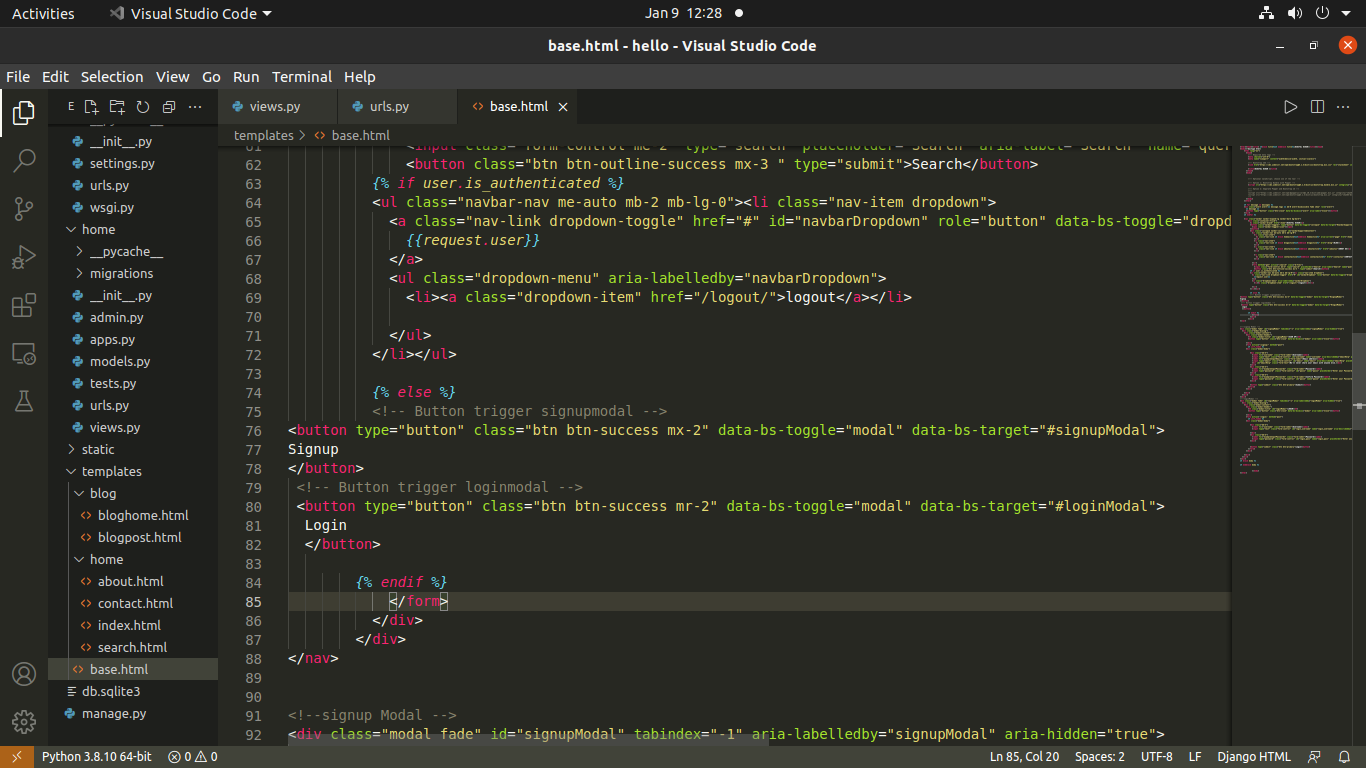 Activities
Visual Studio Code
Jan 9 12:28
base.html - hello - Visual Studio Code
File Edit Selection View Go Run Terminal Help
E
views.py
urls.py
base.html
templates > base.html
__init__.py
settings.py
urls.py
wsgi.py
home
__pycache__
migrations
__init__.py
admin.py
apps.py
models.py
tests.py
urls.py
views.py
static
templates
blog
bloghome.html
blogpost.html
home
about.html
contact.html
index.html
search.html
base.html
db.sqlite3
manage.py
62 <button class="btn btn-outline-success mx-3 " type="submit">Search</button>
63 {% if user.is_authenticated %}
64 <ul class="navbar-nav me-auto mb-2 mb-lg-0"><li class="nav-item dropdown">
65 <a class="nav-link dropdown-toggle" href="#" id="navbarDropdown" role="button" data-bs-toggle="dropd
66 {{request.user}}
67 </a>
68 <ul class="dropdown-menu" aria-labelledby="navbarDropdown">
69 <li><a class="dropdown-item" href="/logout/">logout</a></li>
70
71 </ul>
72 </li></ul>
73
74 {% else %}
75 <!-- Button trigger signupmodal -->
76 <button type="button" class="btn btn-success mx-2" data-bs-toggle="modal" data-bs-target="#signupModal">
77 Signup
78 </button>
79 <!-- Button trigger loginmodal -->
80 <button type="button" class="btn btn-success mr-2" data-bs-toggle="modal" data-bs-target="#loginModal">
81 Login
82 </button>
83
84 {% endif %}
85 </form>
86 </div>
87 </div>
88 </nav>
89
90
91 <!--signup Modal -->
92 <div class="modal fade" id="signupModal" tabindex="-1" aria-labelledby="signupModal" aria-hidden="true">
Python 3.8.10 64-bit
0 0
Ln 85, Col 20
Spaces: 2
UTF-8
LF
Django HTML